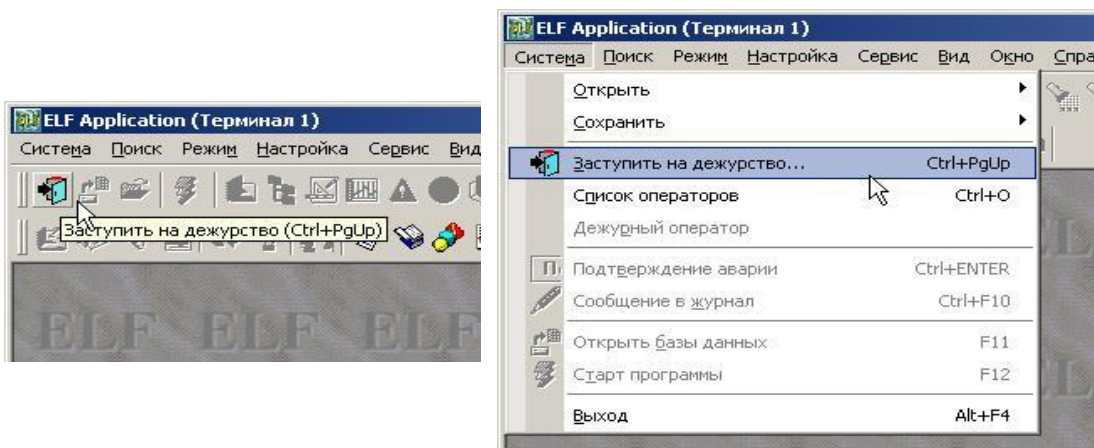 ELF Application (Терминал 1)
Система Поиск Режим Настройка Сервис Вид
Заступить на дежурство (Ctrl+PgUp)
ELF ELF ELF
ELF Application (Терминал 1)
Система Поиск Режим Настройка Сервис Вид Окно Спра
Открыть
Сохранить
Заступить на дежурство... Ctrl+PgUp
Список операторов Ctrl+O
Дежурный оператор
Подтверждение аварии Ctrl+ENTER
Сообщение в журнал Ctrl+F10
Открыть базы данных F11
Старт программы F12
Выход Alt+F4